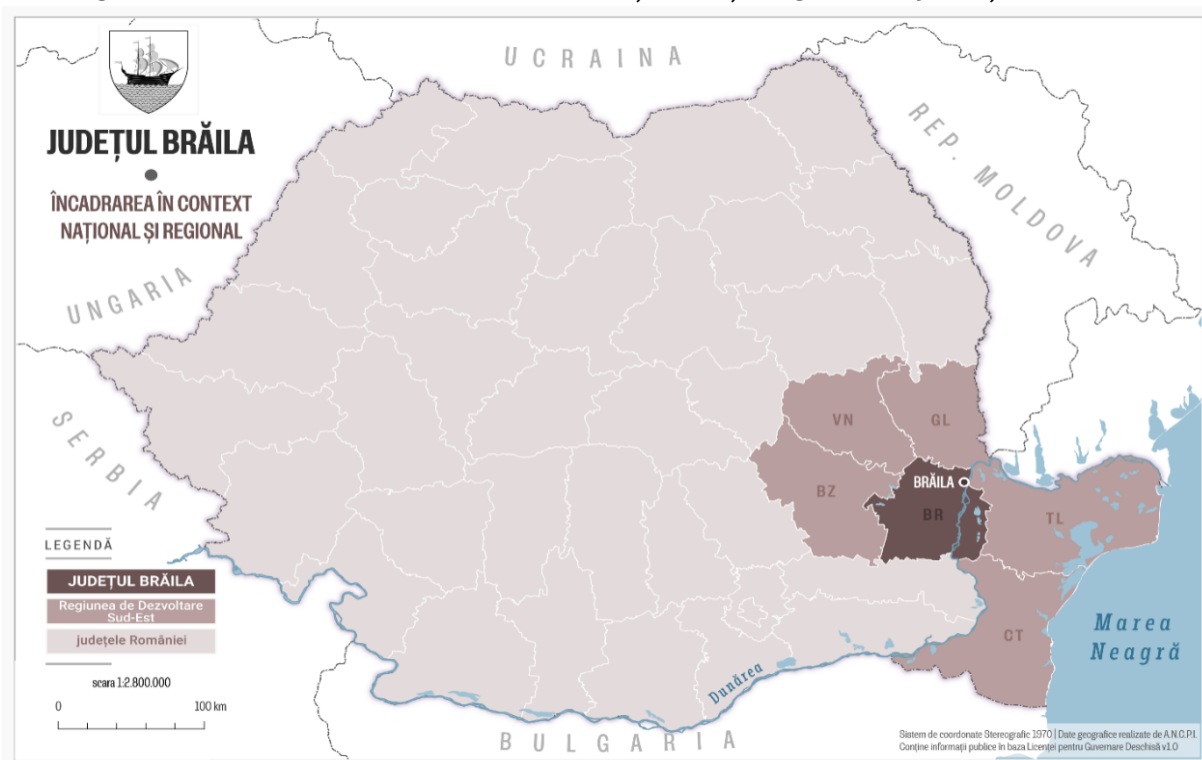 UCRAINA
JUDEȚUL BRĂILA
ÎNCADRAREA ÎN CONTEXT
NAȚIONAL ȘI REGIONAL
REP. MOLDOVA
UNGARIA
SERBIA
VN
GL
BZ
BRĂILA
BR
TL
CT
LEGENDĂ
JUDEȚUL BRĂILA
Regiunea de Dezvoltare
Sud-Est
județele României
scara 1:2.800.000
0 100 km
Dunărea
Marea
Neagră
BULGARIA
Sistem de coordonate Stereografic 1970 | Date geografice realizate de A.N.C.P.I.
Conține informații publice în baza Licenței pentru Guvernare Deschisă v1.0